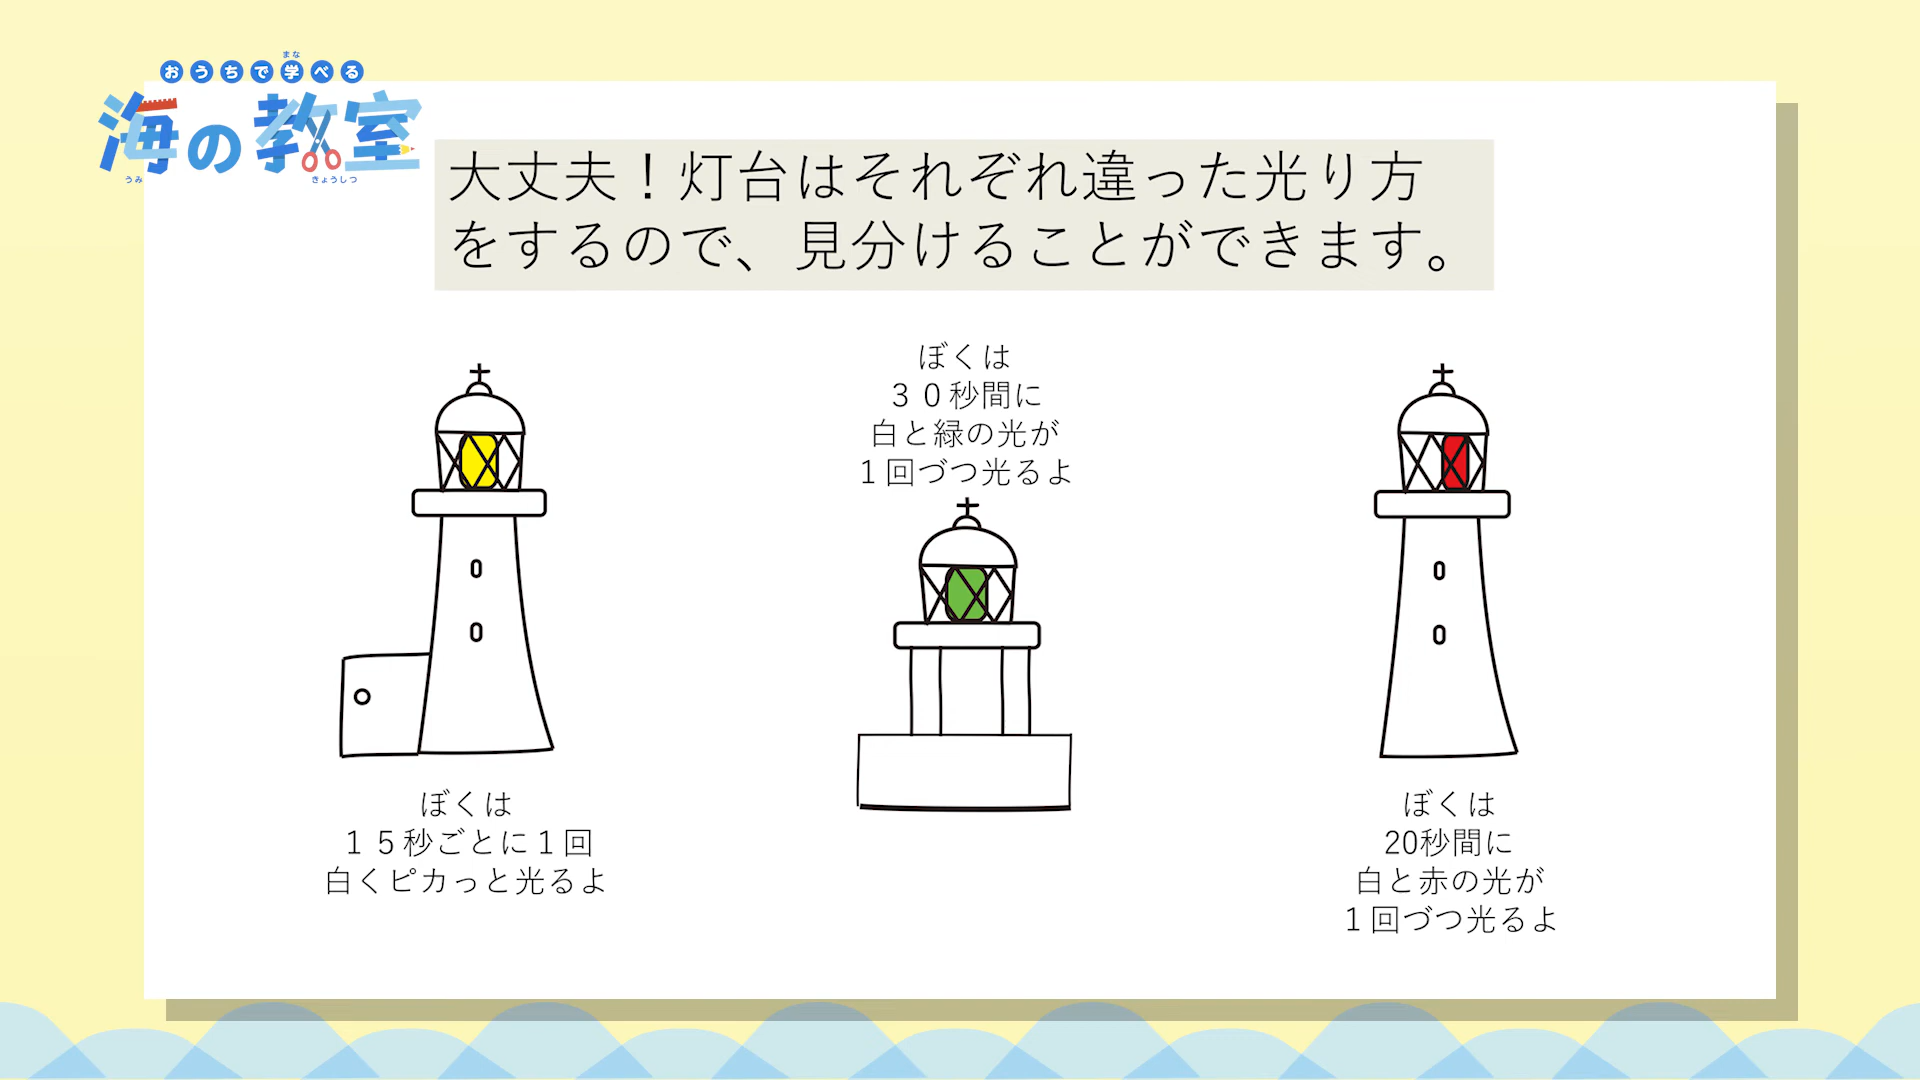 まな
おうちで学べる
海の教室
うみ きょうしつ
大丈夫！灯台はそれぞれ違った光り方
をするので、見分けることができます。
ぼくは
１５秒ごとに１回
白くピカっと光るよ
ぼくは
３０秒間に
白と緑の光が
１回づつ光るよ
ぼくは
20秒間に
白と赤の光が
１回づつ光るよ